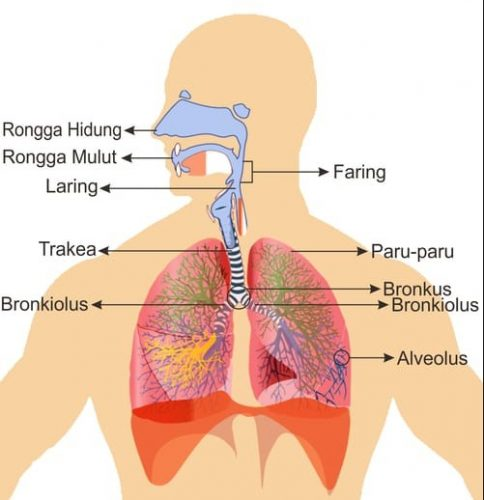 Rongga Hidung
Rongga Mulut
Laring
Faring
Trakea
Paru-paru
Bronkus
Bronkiolus
Bronkiolus
Alveolus